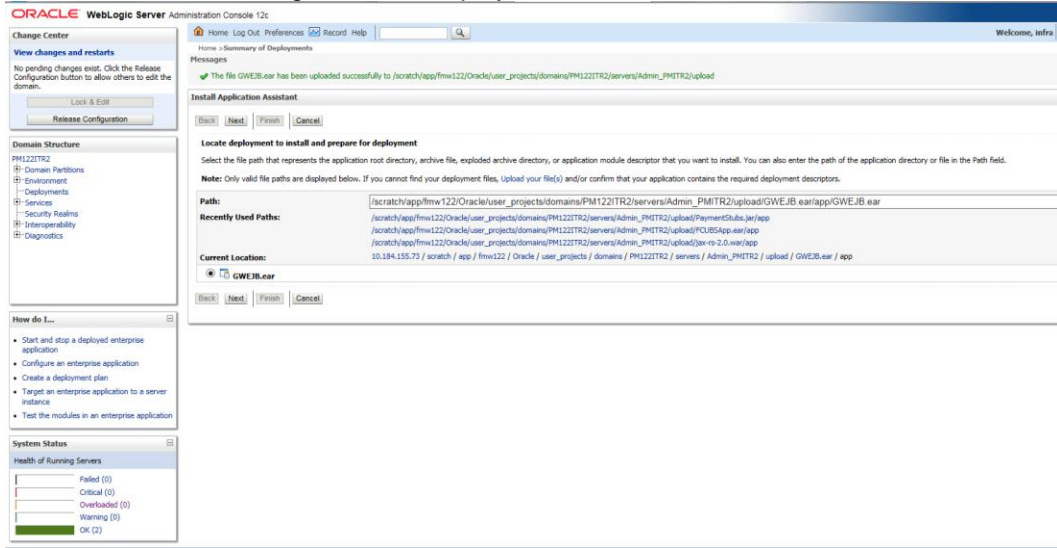 ORACLE WebLogic Server Administration Console 12c
Change Center
View changes and restarts
No pending changes exist. Click the Release
Configuration button to allow others to edit the
domain.
Lock & Edit
Release Configuration
Domain Structure
PM122ITR2
Domain Partitions
Environment
Deployments
Services
Security Realms
Interoperability
Diagnostics
How do I...
Start and stop a deployed enterprise
application
Configure an enterprise application
Create a deployment plan
Target an enterprise application to a server
instance
Test the modules in an enterprise application
System Status
Health of Running Servers
Failed (0)
Critical (0)
Overloaded (0)
Warning (0)
OK (2)
Home Log Out Preferences Record Help
Welcome, infra
Home >Summary of Deployments
Messages
The file GWEJB.ear has been uploaded successfully to /scratch/app/fmw122/Oracle/user_projects/domains/PM122ITR2/servers/Admin_PMITR2/upload
Install Application Assistant
Back Next Finish Cancel
Locate deployment to install and prepare for deployment
Select the file path that represents the application root directory, archive file, exploded archive directory, or application module descriptor that you want to install. You can also enter the path of the application directory or file in the Path field.
Note: Only valid file paths are displayed below. If you cannot find your deployment files, Upload your file(s) and/or confirm that your application contains the required deployment descriptors.
Path: /scratch/app/fmw122/Oracle/user_projects/domains/PM122ITR2/servers/Admin_PMITR2/upload/GWEJB.ear/app/GWEJB.ear
Recently Used Paths: /scratch/app/fmw122/Oracle/user_projects/domains/PM122ITR2/servers/Admin_PMITR2/upload/PaymentStubs.jar/app
/scratch/app/fmw122/Oracle/user_projects/domains/PM122ITR2/servers/Admin_PMITR2/upload/FCUBSApp.ear/app
/scratch/app/fmw122/Oracle/user_projects/domains/PM122ITR2/servers/Admin_PMITR2/upload/jax-rs-2.0.war/app
Current Location: 10.184.155.73 / scratch / app / fmw122 / Oracle / user_projects / domains / PM122ITR2 / servers / Admin_PMITR2 / upload / GWEJB.ear / app
GWEJB.ear
Back Next Finish Cancel